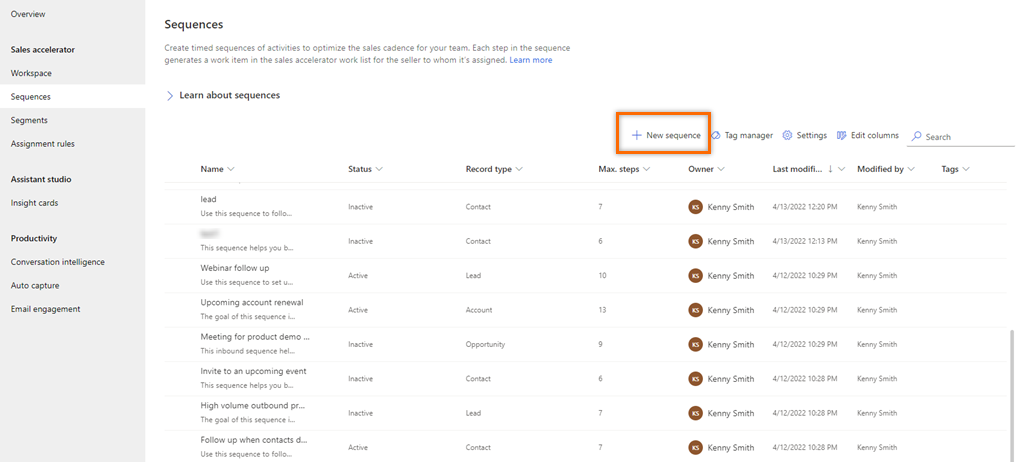 Overview
Sales accelerator
Workspace
Sequences
Segments
Assignment rules
Assistant studio
Insight cards
Productivity
Conversation intelligence
Auto capture
Email engagement
Sequences
Create timed sequences of activities to optimize the sales cadence for your team. Each step in the sequence
generates a work item in the sales accelerator work list for the seller to whom it's assigned. Learn more
Learn about sequences
New sequence Tag manager Settings Edit columns Search
Name Status Record type Max. steps Owner Last modifi... Modified by Tags
lead
Use this sequence to follo...
Inactive Contact 7 KS Kenny Smith 4/13/2022 12:20 PM Kenny Smith
This sequence helps you b...
Inactive Contact 6 KS Kenny Smith 4/13/2022 12:13 PM Kenny Smith
Webinar follow up
Use this sequence to set u...
Active Lead 10 KS Kenny Smith 4/12/2022 10:29 PM Kenny Smith
Upcoming account renewal
The goal of this sequence i...
Active Account 13 KS Kenny Smith 4/12/2022 10:29 PM Kenny Smith
Meeting for product demo ...
This inbound sequence hel...
Inactive Opportunity 9 KS Kenny Smith 4/12/2022 10:29 PM Kenny Smith
Invite to an upcoming event
This sequence helps you b...
Inactive Contact 6 KS Kenny Smith 4/12/2022 10:28 PM Kenny Smith
High volume outbound pr...
The goal of this sequence i...
Inactive Lead 7 KS Kenny Smith 4/12/2022 10:28 PM Kenny Smith
Follow up when contacts d...
Use this sequence to follo...
Active Contact 7 KS Kenny Smith 4/12/2022 10:28 PM Kenny Smith